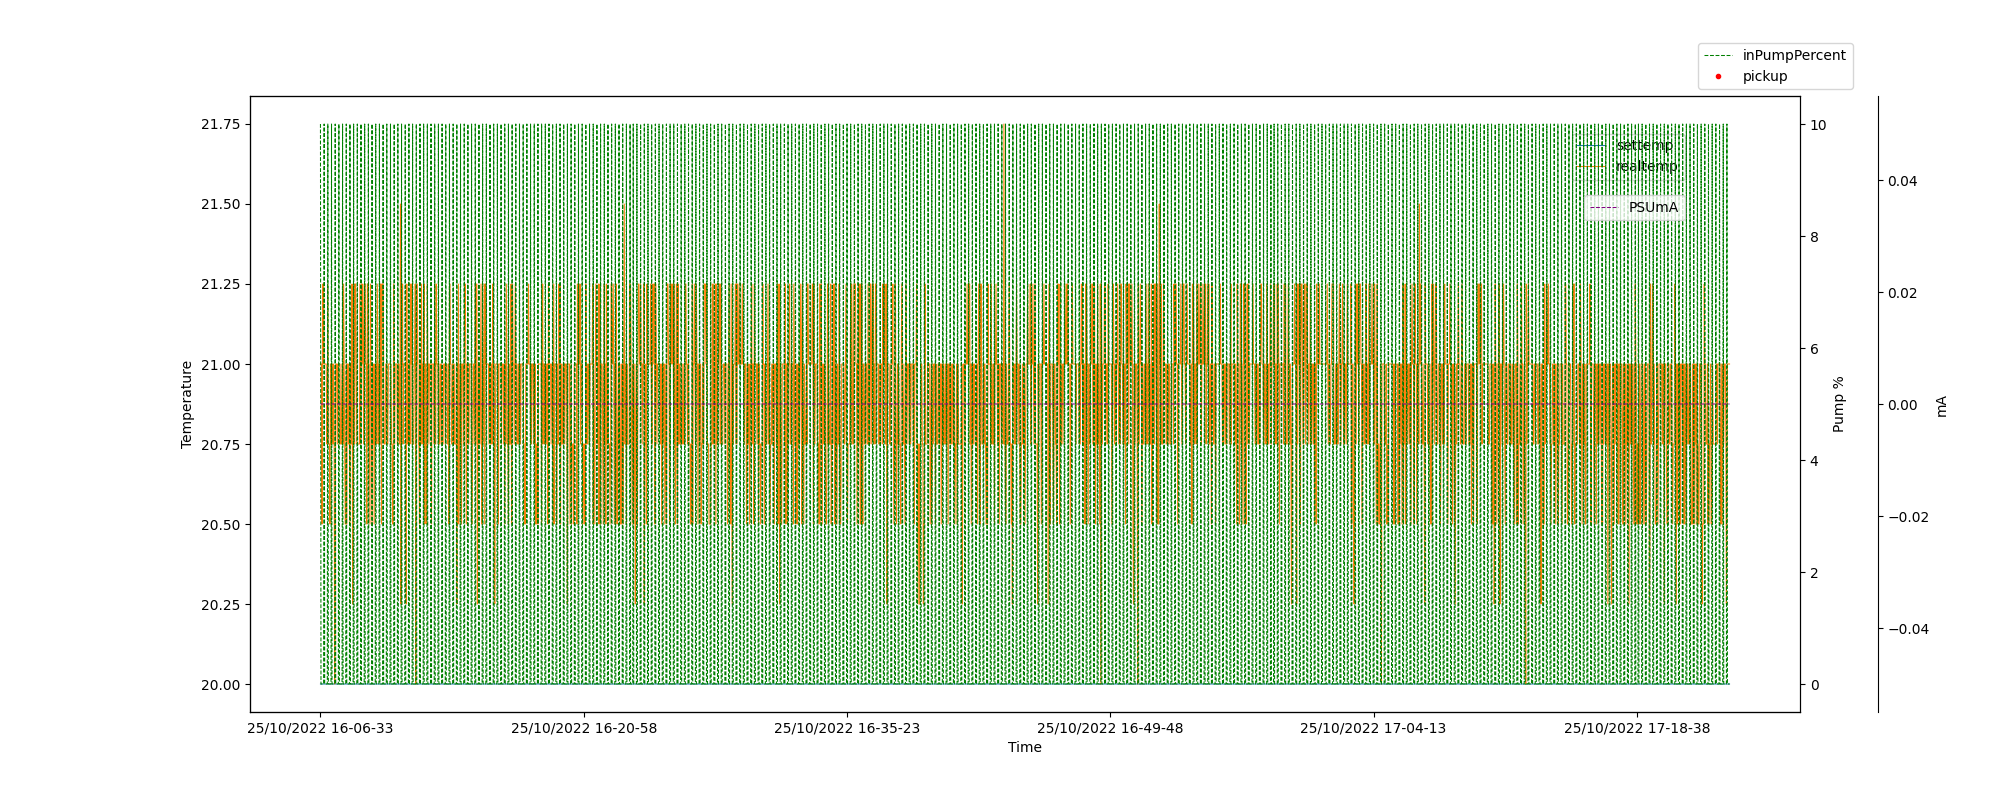 inPumpPercent
pickup
settemp
realtemp
PSUmA
21.75
21.50
21.25
21.00
20.75
20.50
20.25
20.00
Temperature
10
8
6
4
2
0
Pump %
0.04
0.02
0.00
−0.02
−0.04
mA
25/10/2022 16-06-33
25/10/2022 16-20-58
25/10/2022 16-35-23
25/10/2022 16-49-48
25/10/2022 17-04-13
25/10/2022 17-18-38
Time